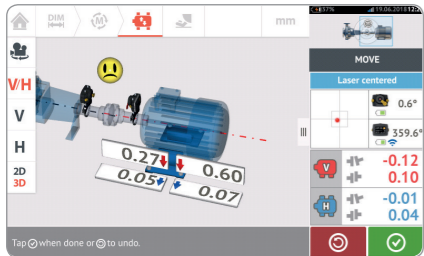 DIM
M
mm
37%
19.06.2018 12:
MOVE
Laser centered
0.6°
359.6°
V/H
V
H
2D
3D
0.27
0.60
0.05
0.07
V
-0.12
0.10
H
-0.01
0.04
Tap when done or to undo.